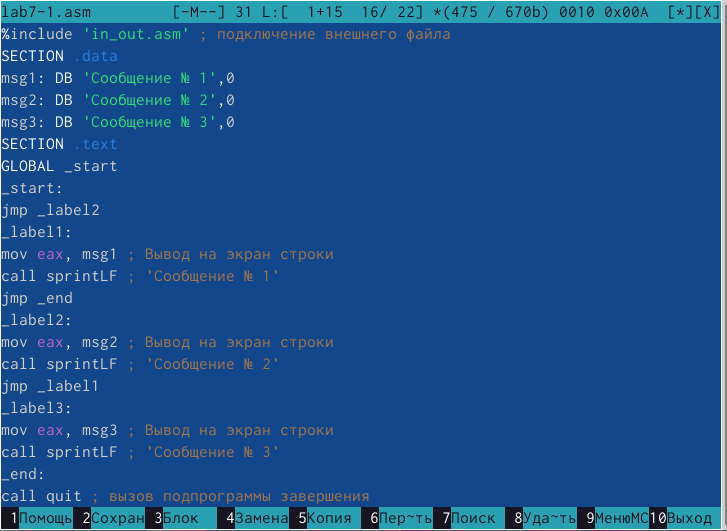 lab7-1.asm [-M--] 31 L:[ 1+15 16/ 22] *(475 / 670b) 0010 0x00A [*][X]
%include 'in_out.asm' ; подключение внешнего файла
SECTION .data
msg1: DB 'Сообщение № 1',0
msg2: DB 'Сообщение № 2',0
msg3: DB 'Сообщение № 3',0
SECTION .text
GLOBAL _start
_start:
jmp _label2
_label1:
mov eax, msg1 ; Вывод на экран строки
call sprintLF ; 'Сообщение № 1'
jmp _end
_label2:
mov eax, msg2 ; Вывод на экран строки
call sprintLF ; 'Сообщение № 2'
jmp _label1
_label3:
mov eax, msg3 ; Вывод на экран строки
call sprintLF ; 'Сообщение № 3'
_end:
call quit ; вызов подпрограммы завершения
1Помощь 2Сохран 3Блок 4Замена 5Копия 6Пер~ть 7Поиск 8Уда~ть 9МенюMC 10Выход